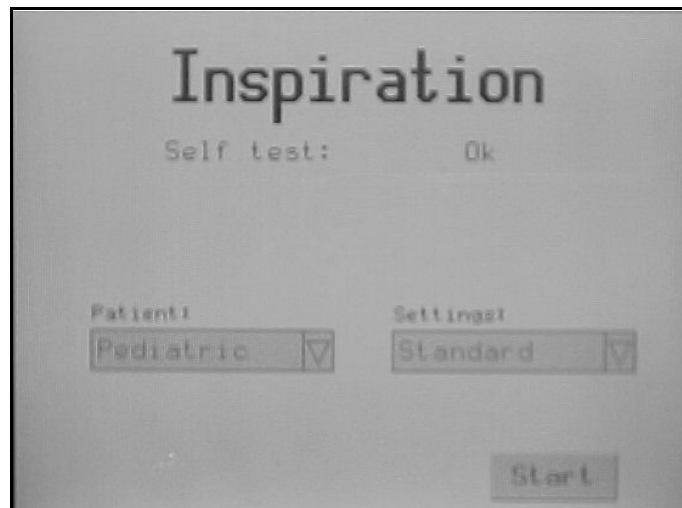 Inspiration
Self test: Ok
Patient: Settings:
Pediatric Standard
Start